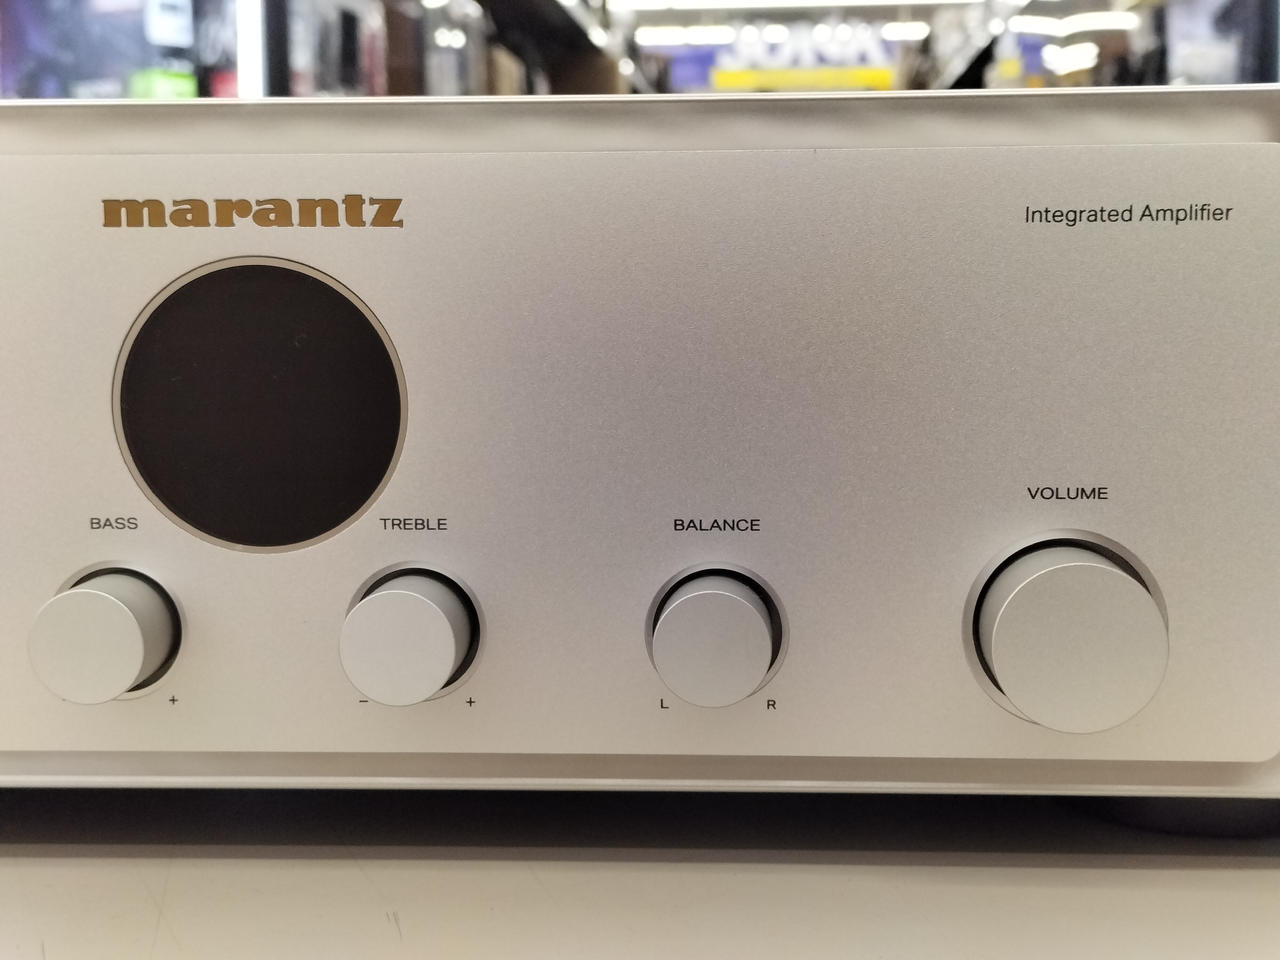 marantz
Integrated Amplifier
VOLUME
BASS
TREBLE
BALANCE
- +
- +
L R